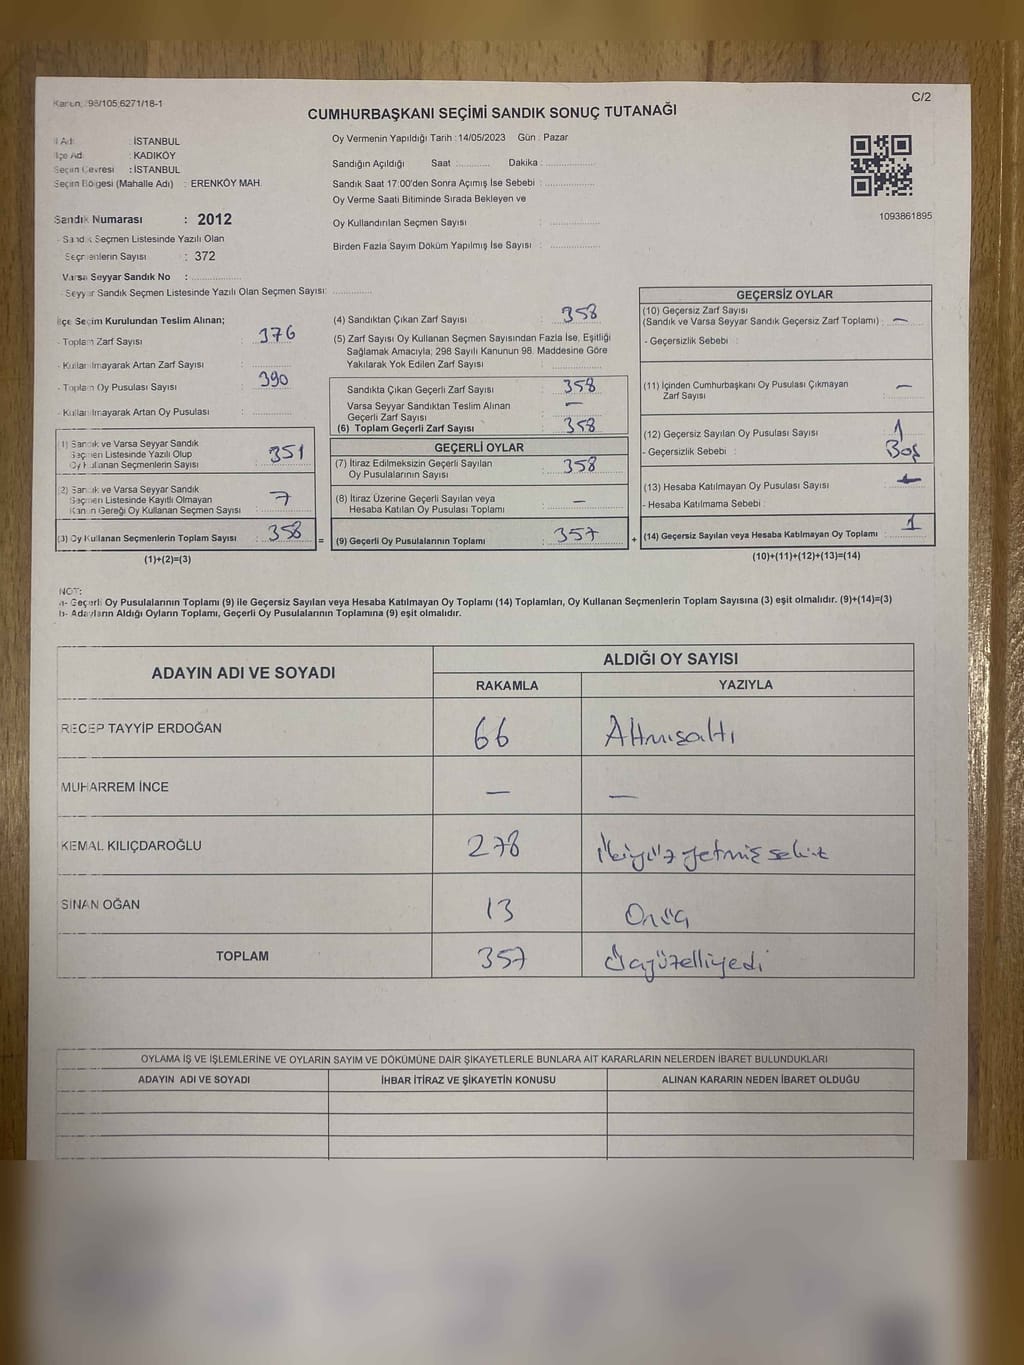 Kanun: 98/105,6271/18-1
C/2
CUMHURBAŞKANI SEÇİMİ SANDIK SONUÇ TUTANAĞI
İl Adı : İSTANBUL
İlçe Adı : KADIKÖY
Seçim Çevresi : İSTANBUL
Seçim Bölgesi (Mahalle Adı) : ERENKÖY MAH.
Sandık Numarası : 2012
- Sandık Seçmen Listesinde Yazılı Olan
Seçmenlerin Sayısı : 372
Varsa Seyyar Sandık No : ..............
- Seyyar Sandık Seçmen Listesinde Yazılı Olan Seçmen Sayısı: ..............
Oy Vermenin Yapıldığı Tarih : 14/05/2023 Gün : Pazar
Sandığın Açıldığı Saat ............ Dakika : ..............
Sandık Saat 17:00'den Sonra Açımış İse Sebebi : ..............
Oy Verme Saati Bitiminde Sırada Bekleyen ve
Oy Kullandırılan Seçmen Sayısı : ..............
Birden Fazla Sayım Döküm Yapılmış İse Sayısı : ..............
1093861895
İlçe Seçim Kurulundan Teslim Alınan;
- Toplam Zarf Sayısı : 376
- Kullanılmayarak Artan Zarf Sayısı : ..............
- Toplam Oy Pusulası Sayısı : 390
- Kullanılmayarak Artan Oy Pusulası : ..............
(1) Sandık ve Varsa Seyyar Sandık
Seçmen Listesinde Yazılı Olup
Oy Kullanan Seçmenlerin Sayısı : 351
(2) Sandık ve Varsa Seyyar Sandık
Seçmen Listesinde Kayıtlı Olmayan
Kanun Gereği Oy Kullanan Seçmen Sayısı : 7
(3) Oy Kullanan Seçmenlerin Toplam Sayısı : 358
(1)+(2)=(3)
(4) Sandıktan Çıkan Zarf Sayısı : 358
(5) Zarf Sayısı Oy Kullanan Seçmen Sayısından Fazla İse, Eşitliği
Sağlamak Amacıyla; 298 Sayılı Kanunun 98. Maddesine Göre
Yakılarak Yok Edilen Zarf Sayısı : ..............
Sandıkta Çıkan Geçerli Zarf Sayısı : 358
Varsa Seyyar Sandıktan Teslim Alınan
Geçerli Zarf Sayısı : —
(6) Toplam Geçerli Zarf Sayısı : 358
GEÇERLİ OYLAR
(7) İtiraz Edilmeksizin Geçerli Sayılan
Oy Pusulalarının Sayısı : 358
(8) İtiraz Üzerine Geçerli Sayılan veya
Hesaba Katılan Oy Pusulası Toplamı : —
= (9) Geçerli Oy Pusulalarının Toplamı : 357
GEÇERSİZ OYLAR
(10) Geçersiz Zarf Sayısı
(Sandık ve Varsa Seyyar Sandık Geçersiz Zarf Toplamı) : —
- Geçersizlik Sebebi :
(11) İçinden Cumhurbaşkanı Oy Pusulası Çıkmayan
Zarf Sayısı : —
(12) Geçersiz Sayılan Oy Pusulası Sayısı : 1
- Geçersizlik Sebebi : Boş
(13) Hesaba Katılmayan Oy Pusulası Sayısı : —
- Hesaba Katılmama Sebebi :
+ (14) Geçersiz Sayılan veya Hesaba Katılmayan Oy Toplamı : 1
(10)+(11)+(12)+(13)=(14)
NOT:
a- Geçerli Oy Pusulalarının Toplamı (9) ile Geçersiz Sayılan veya Hesaba Katılmayan Oy Toplamı (14) Toplamları, Oy Kullanan Seçmenlerin Toplam Sayısına (3) eşit olmalıdır. (9)+(14)=(3)
b- Adayların Aldığı Oyların Toplamı, Geçerli Oy Pusulalarının Toplamına (9) eşit olmalıdır.
ADAYIN ADI VE SOYADI
ALDIĞI OY SAYISI
RAKAMLA YAZIYLA
RECEP TAYYİP ERDOĞAN 66 Altmışaltı
MUHARREM İNCE — —
KEMAL KILIÇDAROĞLU 278 İkiyüz yetmiş sekiz
SİNAN OĞAN 13 Onüç
TOPLAM 357 Üçyüzelliyedi
OYLAMA İŞ VE İŞLEMLERİNE VE OYLARIN SAYIM VE DÖKÜMÜNE DAİR ŞİKAYETLERLE BUNLARA AİT KARARLARIN NELERDEN İBARET BULUNDUKLARI
ADAYIN ADI VE SOYADI İHBAR İTİRAZ VE ŞİKAYETİN KONUSU ALINAN KARARIN NEDEN İBARET OLDUĞU